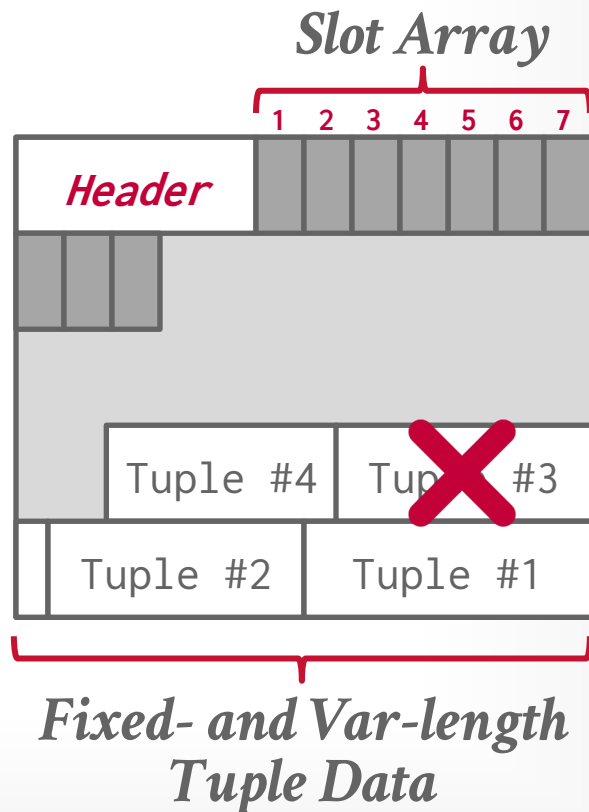 Slot Array
1 2 3 4 5 6 7
Header
Tuple #4 Tup #3
Tuple #2 Tuple #1
Fixed- and Var-length
Tuple Data